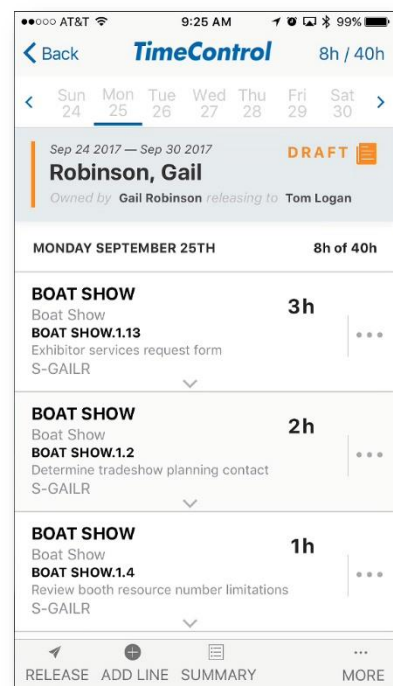 AT&T 9:25 AM 99%
Back TimeControl 8h / 40h
Sun Mon Tue Wed Thu Fri Sat
24 25 26 27 28 29 30
Sep 24 2017 — Sep 30 2017 DRAFT
Robinson, Gail
Owned by Gail Robinson releasing to Tom Logan
MONDAY SEPTEMBER 25TH 8h of 40h
BOAT SHOW 3h
Boat Show
BOAT SHOW.1.13
Exhibitor services request form
S-GAILR
BOAT SHOW 2h
Boat Show
BOAT SHOW.1.2
Determine tradeshow planning contact
S-GAILR
BOAT SHOW 1h
Boat Show
BOAT SHOW.1.4
Review booth resource number limitations
S-GAILR
RELEASE ADD LINE SUMMARY MORE